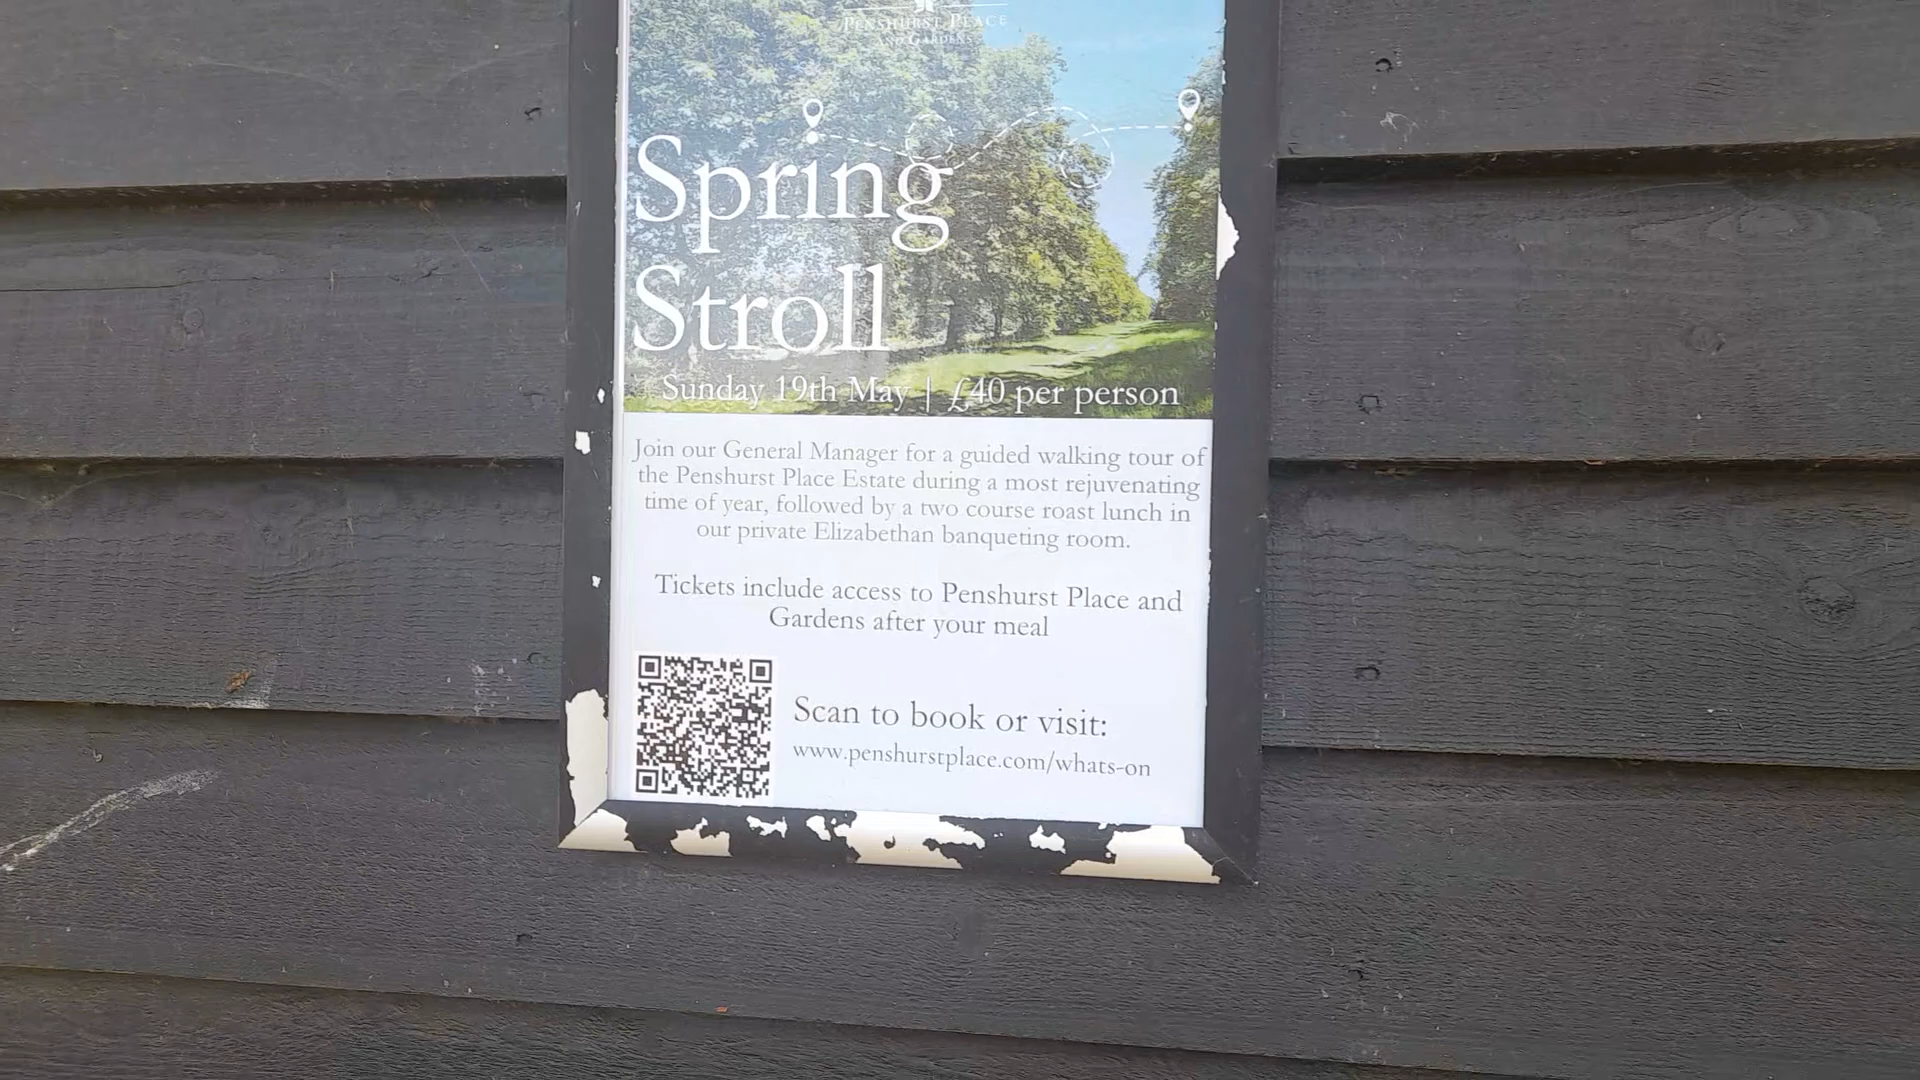 PENSHURST PLACE
AND GARDENS
Spring
Stroll
Sunday 19th May | £40 per person
Join our General Manager for a guided walking tour of
the Penshurst Place Estate during a most rejuvenating
time of year, followed by a two course roast lunch in
our private Elizabethan banqueting room.
Tickets include access to Penshurst Place and
Gardens after your meal
Scan to book or visit:
www.penshurstplace.com/whats-on